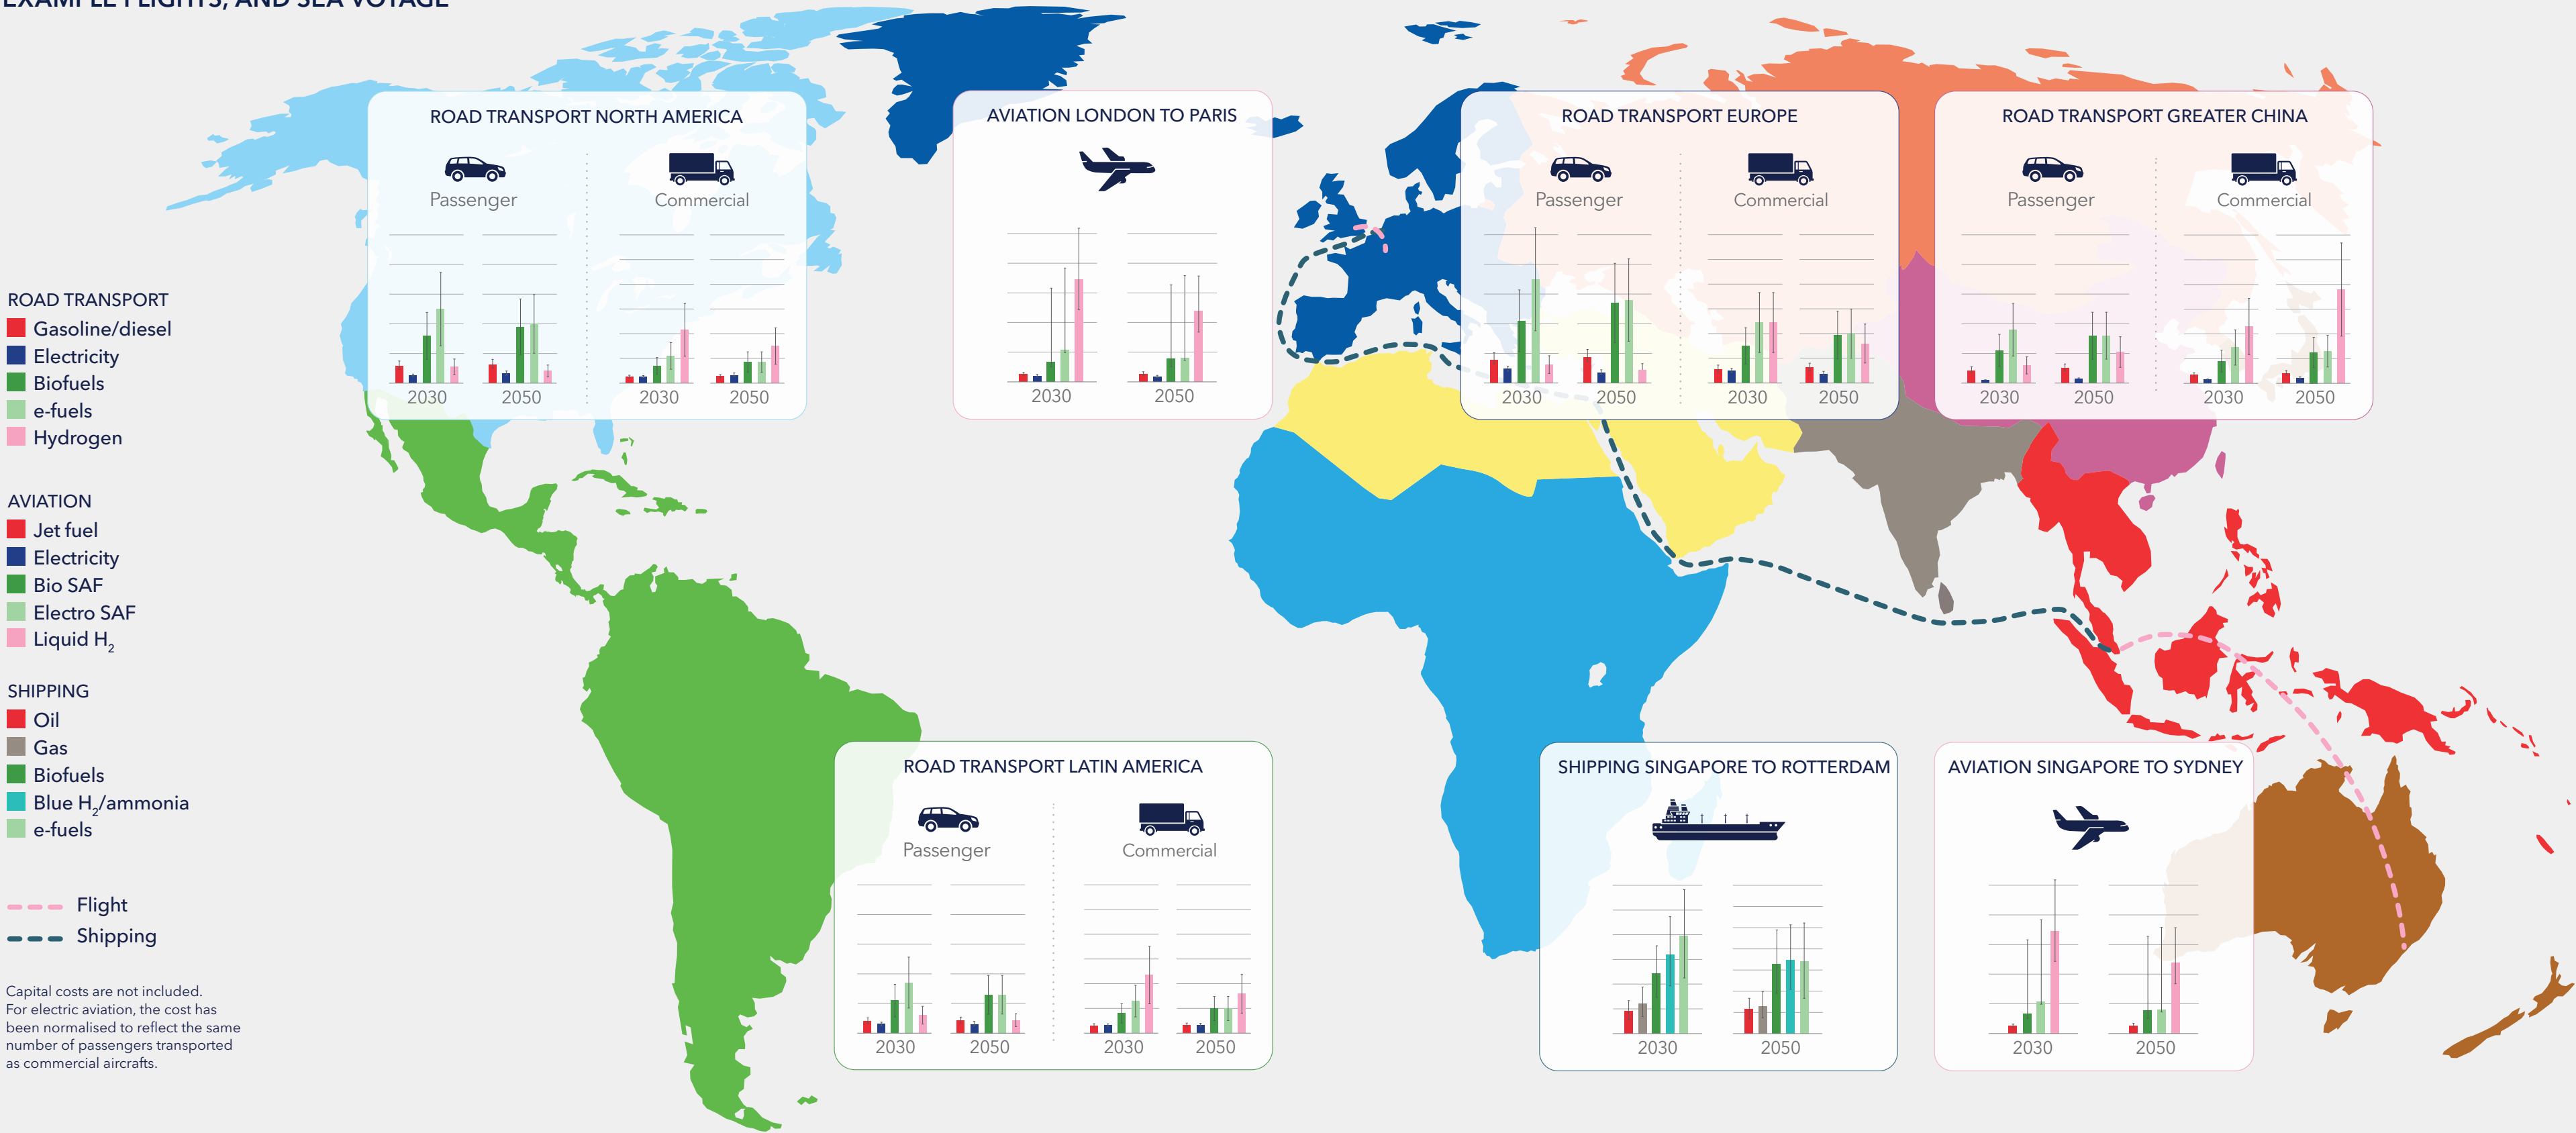 EXAMPLE FLIGHTS, AND SEA VOYAGE
ROAD TRANSPORT
Gasoline/diesel
Electricity
Biofuels
e-fuels
Hydrogen
AVIATION
Jet fuel
Electricity
Bio SAF
Electro SAF
Liquid H2
SHIPPING
Oil
Gas
Biofuels
Blue H2/ammonia
e-fuels
Flight
Shipping
Capital costs are not included.
For electric aviation, the cost has
been normalised to reflect the same
number of passengers transported
as commercial aircrafts.
ROAD TRANSPORT NORTH AMERICA
Passenger
Commercial
2030 2050 2030 2050
AVIATION LONDON TO PARIS
2030 2050
ROAD TRANSPORT EUROPE
Passenger
Commercial
2030 2050 2030 2050
ROAD TRANSPORT GREATER CHINA
Passenger
Commercial
2030 2050 2030 2050
ROAD TRANSPORT LATIN AMERICA
Passenger
Commercial
2030 2050 2030 2050
SHIPPING SINGAPORE TO ROTTERDAM
2030 2050
AVIATION SINGAPORE TO SYDNEY
2030 2050